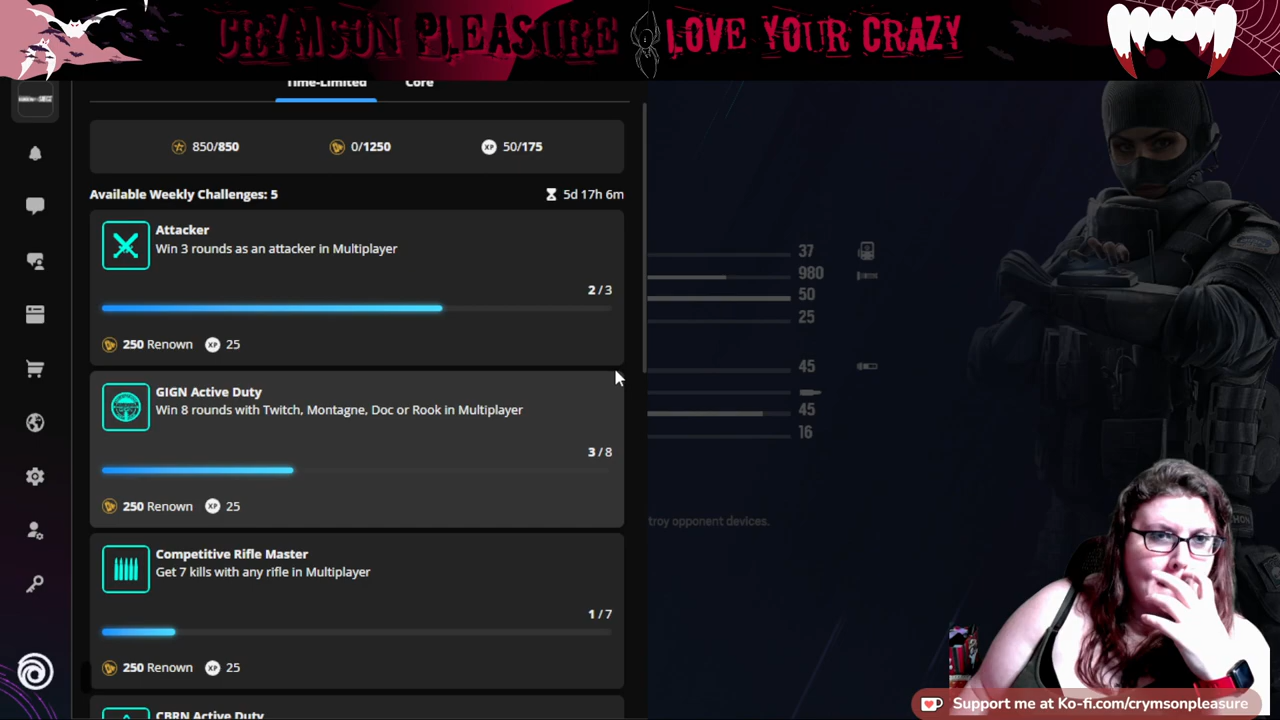 CRYMSON PLEASURE LOVE YOUR CRAZY
Time-Limited Core
850/850 0/1250 XP 50/175
Available Weekly Challenges: 5 5d 17h 6m
Attacker
Win 3 rounds as an attacker in Multiplayer
2 / 3
250 Renown XP 25
GIGN Active Duty
Win 8 rounds with Twitch, Montagne, Doc or Rook in Multiplayer
3 / 8
250 Renown XP 25
Competitive Rifle Master
Get 7 kills with any rifle in Multiplayer
1 / 7
250 Renown XP 25
CBRN Active Duty
37
980
50
25
45
45
16
troy opponent devices.
Support me at Ko-fi.com/crymsonpleasure